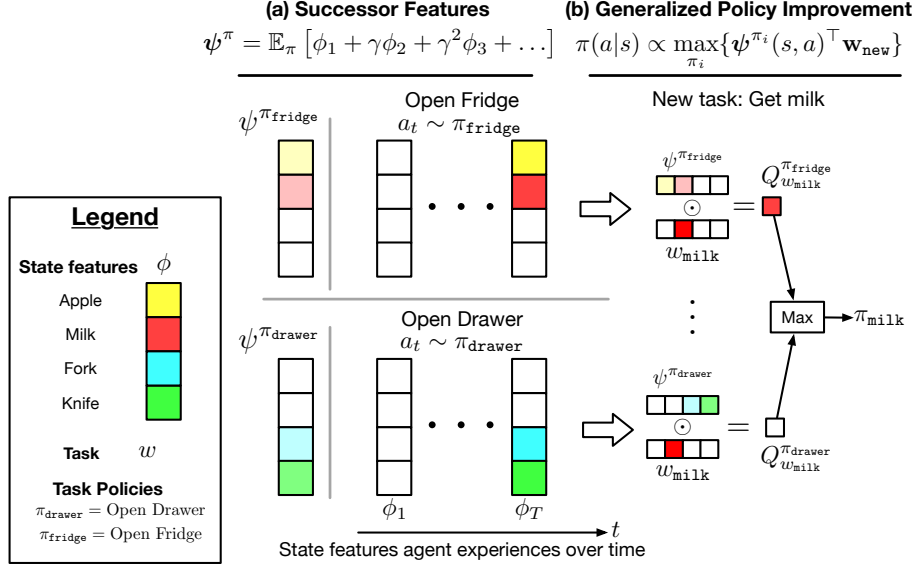 (a) Successor Features
ψ^π = 𝔼_π [ϕ_1 + γϕ_2 + γ^2ϕ_3 + ...]
(b) Generalized Policy Improvement
π(a|s) ∝ max_{π_i}{ψ^{π_i}(s, a)^⊤ w_new}
ψ^{π_fridge}
Open Fridge
a_t ∼ π_fridge
• • •
New task: Get milk
ψ^{π_fridge}
⊙
w_milk
=
Q^{π_fridge}_{w_milk}
Legend
State features ϕ
Apple
Milk
Fork
Knife
Task w
Task Policies
π_drawer = Open Drawer
π_fridge = Open Fridge
ψ^{π_drawer}
Open Drawer
a_t ∼ π_drawer
• • •
ϕ_1
ϕ_T
t
State features agent experiences over time
Max
π_milk
ψ^{π_drawer}
⊙
w_milk
=
Q^{π_drawer}_{w_milk}